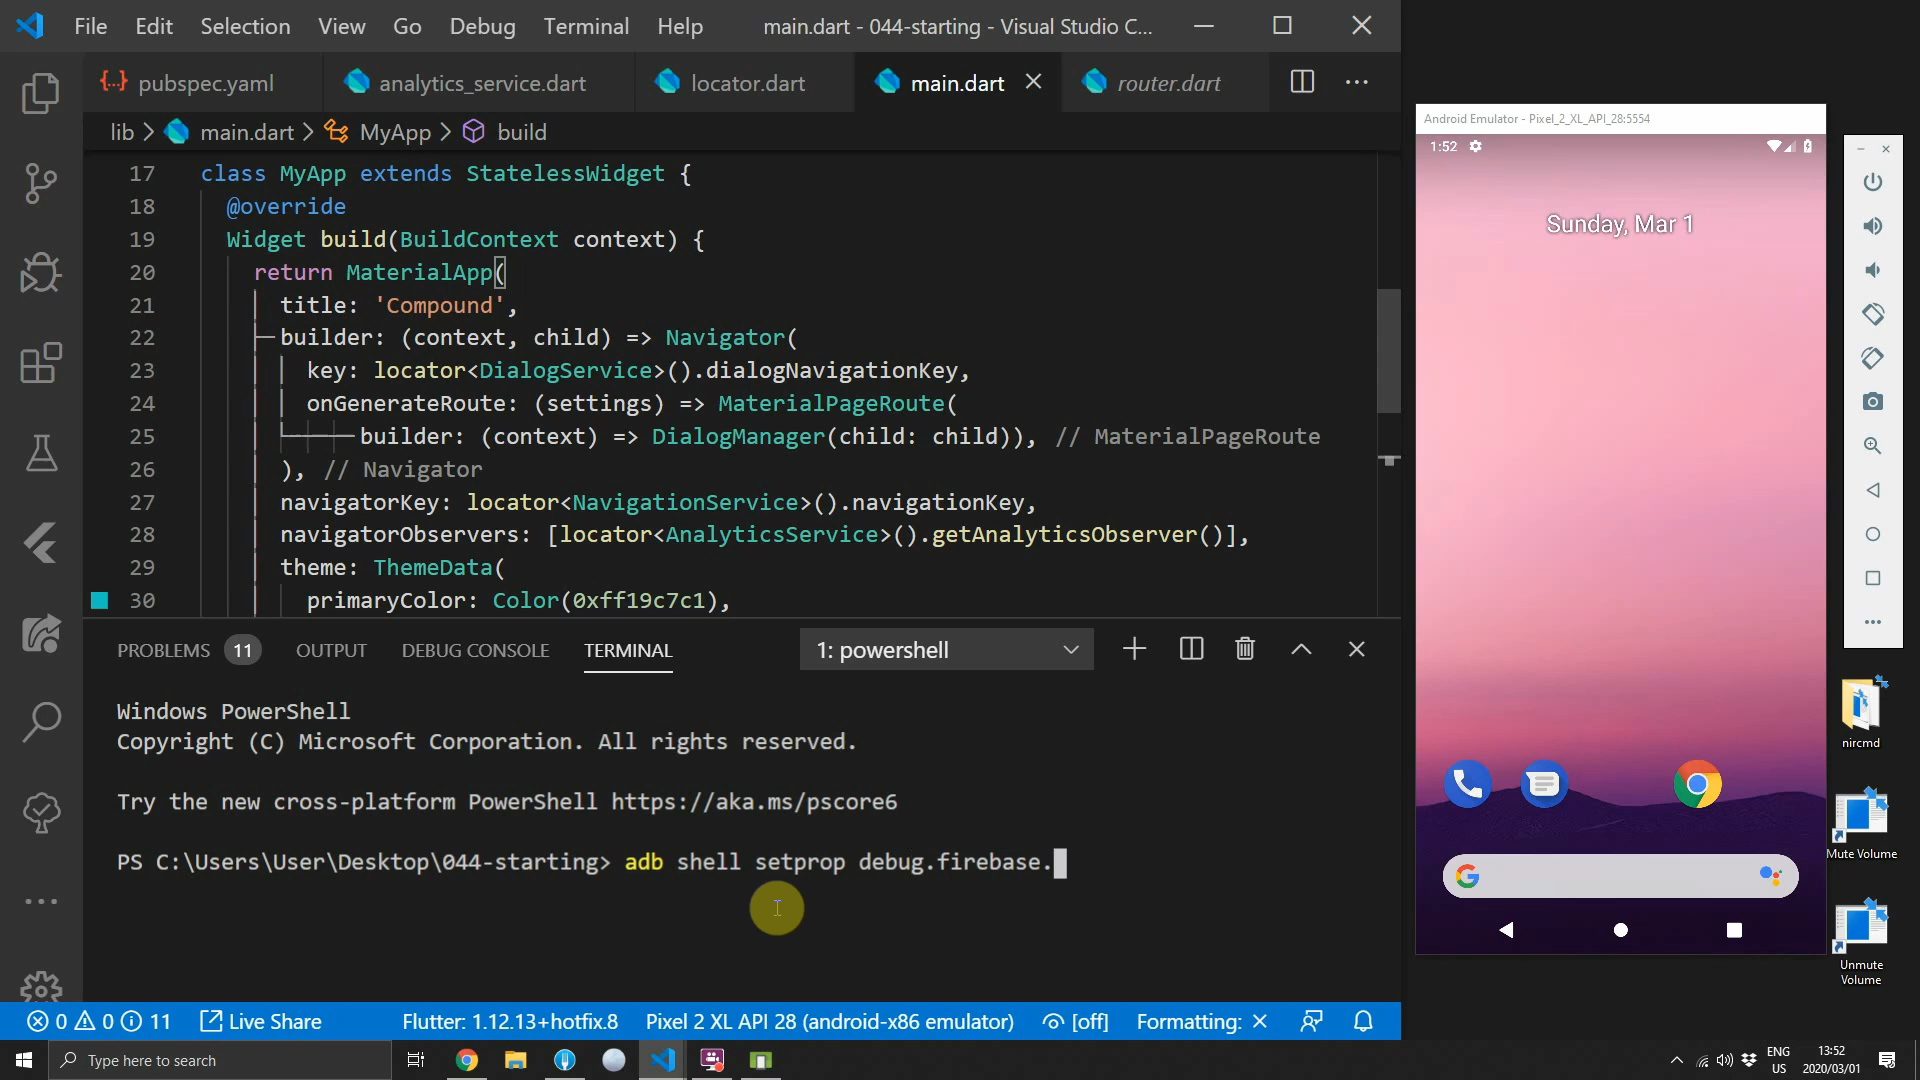 File Edit Selection View Go Debug Terminal Help main.dart - 044-starting - Visual Studio C...
pubspec.yaml analytics_service.dart locator.dart main.dart router.dart
lib > main.dart > MyApp > build
17 class MyApp extends StatelessWidget {
18 @override
19 Widget build(BuildContext context) {
20 return MaterialApp(
21 title: 'Compound',
22 builder: (context, child) => Navigator(
23 key: locator<DialogService>().dialogNavigationKey,
24 onGenerateRoute: (settings) => MaterialPageRoute(
25 builder: (context) => DialogManager(child: child)), // MaterialPageRoute
26 ), // Navigator
27 navigatorKey: locator<NavigationService>().navigationKey,
28 navigatorObservers: [locator<AnalyticsService>().getAnalyticsObserver()],
29 theme: ThemeData(
30 primaryColor: Color(0xff19c7c1),
PROBLEMS 11 OUTPUT DEBUG CONSOLE TERMINAL 1: powershell
Windows PowerShell
Copyright (C) Microsoft Corporation. All rights reserved.
Try the new cross-platform PowerShell https://aka.ms/pscore6
PS C:\Users\User\Desktop\044-starting> adb shell setprop debug.firebase.
0 0 11 Live Share Flutter: 1.12.13+hotfix.8 Pixel 2 XL API 28 (android-x86 emulator) [off] Formatting: ×
Android Emulator - Pixel_2_XL_API_28:5554
1:52
Sunday, Mar 1
nircmd
Mute Volume
Unmute
Volume
Type here to search
ENG
US
13:52
2020/03/01